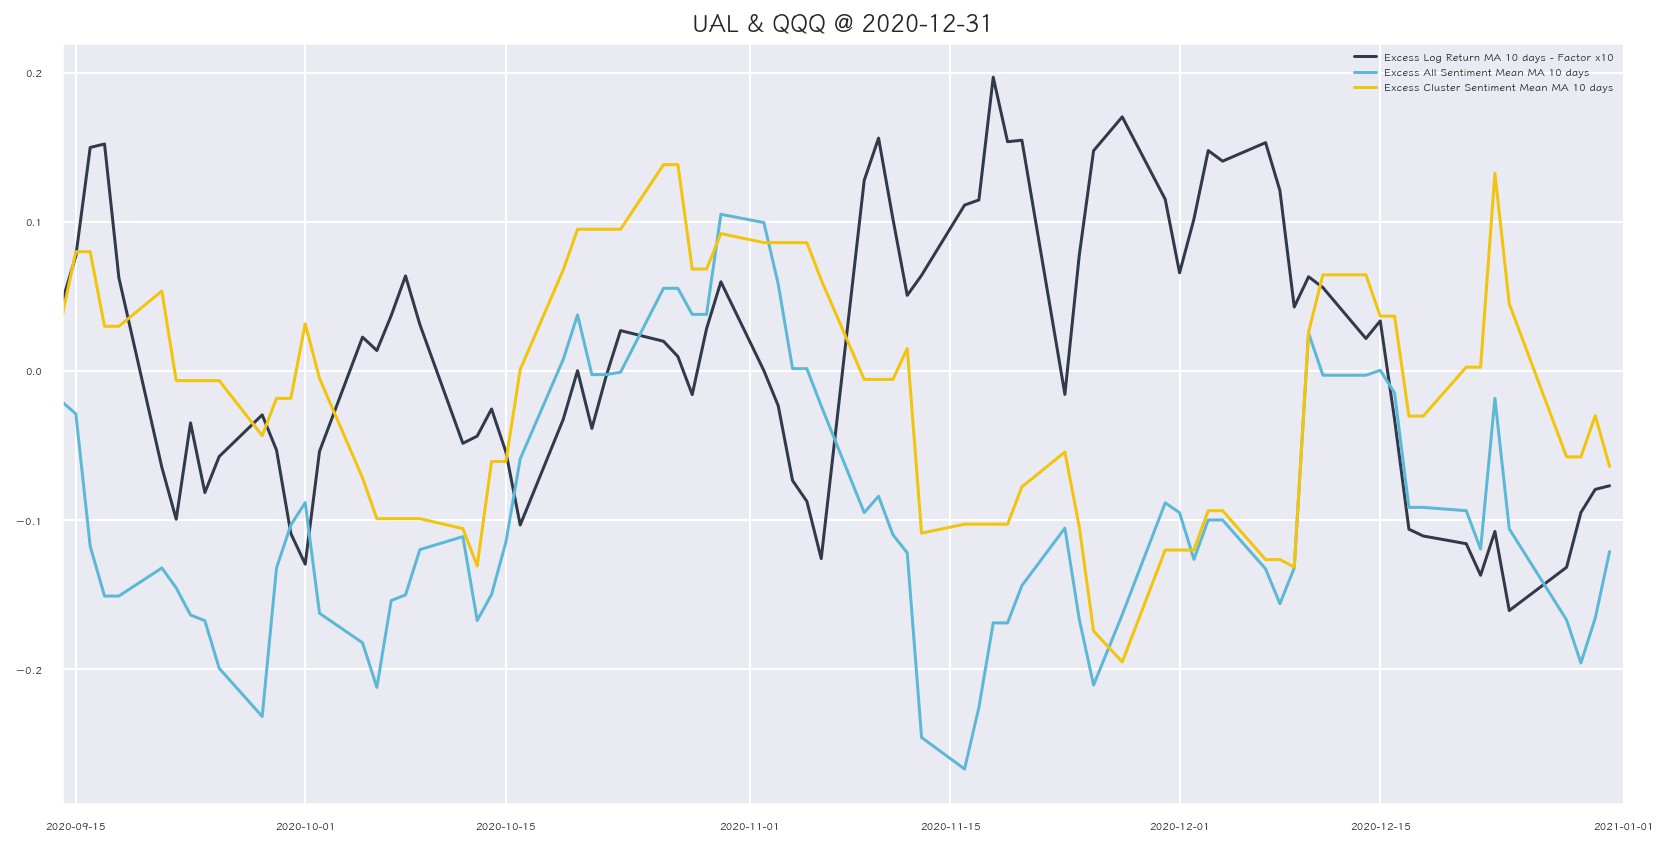 UAL & QQQ @ 2020-12-31
Excess Log Return MA 10 days - Factor x10
Excess All Sentiment Mean MA 10 days
Excess Cluster Sentiment Mean MA 10 days
0.2
0.1
0.0
−0.1
−0.2
2020-09-15 2020-10-01 2020-10-15 2020-11-01 2020-11-15 2020-12-01 2020-12-15 2021-01-01